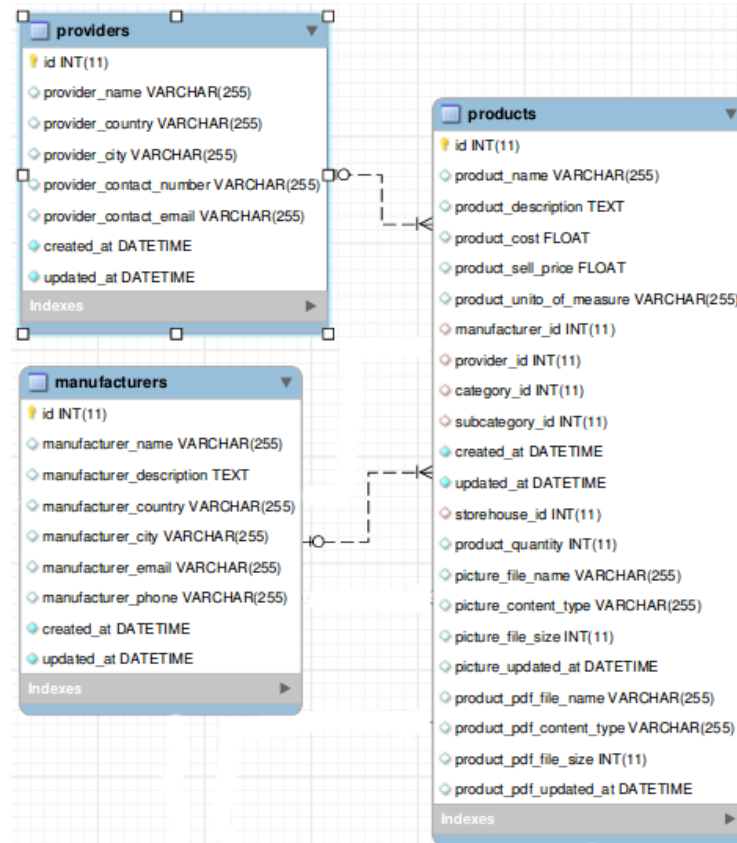 providers
id INT(11)
provider_name VARCHAR(255)
provider_country VARCHAR(255)
provider_city VARCHAR(255)
provider_contact_number VARCHAR(255)
provider_contact_email VARCHAR(255)
created_at DATETIME
updated_at DATETIME
Indexes
manufacturers
id INT(11)
manufacturer_name VARCHAR(255)
manufacturer_description TEXT
manufacturer_country VARCHAR(255)
manufacturer_city VARCHAR(255)
manufacturer_email VARCHAR(255)
manufacturer_phone VARCHAR(255)
created_at DATETIME
updated_at DATETIME
Indexes
products
id INT(11)
product_name VARCHAR(255)
product_description TEXT
product_cost FLOAT
product_sell_price FLOAT
product_unito_of_measure VARCHAR(255)
manufacturer_id INT(11)
provider_id INT(11)
category_id INT(11)
subcategory_id INT(11)
created_at DATETIME
updated_at DATETIME
storehouse_id INT(11)
product_quantity INT(11)
picture_file_name VARCHAR(255)
picture_content_type VARCHAR(255)
picture_file_size INT(11)
picture_updated_at DATETIME
product_pdf_file_name VARCHAR(255)
product_pdf_content_type VARCHAR(255)
product_pdf_file_size INT(11)
product_pdf_updated_at DATETIME
Indexes